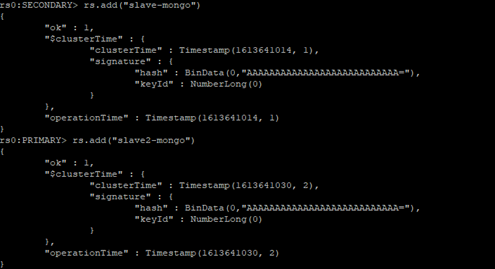 rs0:SECONDARY> rs.add("slave-mongo")
{
        "ok" : 1,
        "$clusterTime" : {
                "clusterTime" : Timestamp(1613641014, 1),
                "signature" : {
                        "hash" : BinData(0,"AAAAAAAAAAAAAAAAAAAAAAAAAAA="),
                        "keyId" : NumberLong(0)
                }
        },
        "operationTime" : Timestamp(1613641014, 1)
}
rs0:PRIMARY> rs.add("slave2-mongo")
{
        "ok" : 1,
        "$clusterTime" : {
                "clusterTime" : Timestamp(1613641030, 2),
                "signature" : {
                        "hash" : BinData(0,"AAAAAAAAAAAAAAAAAAAAAAAAAAA="),
                        "keyId" : NumberLong(0)
                }
        },
        "operationTime" : Timestamp(1613641030, 2)
}